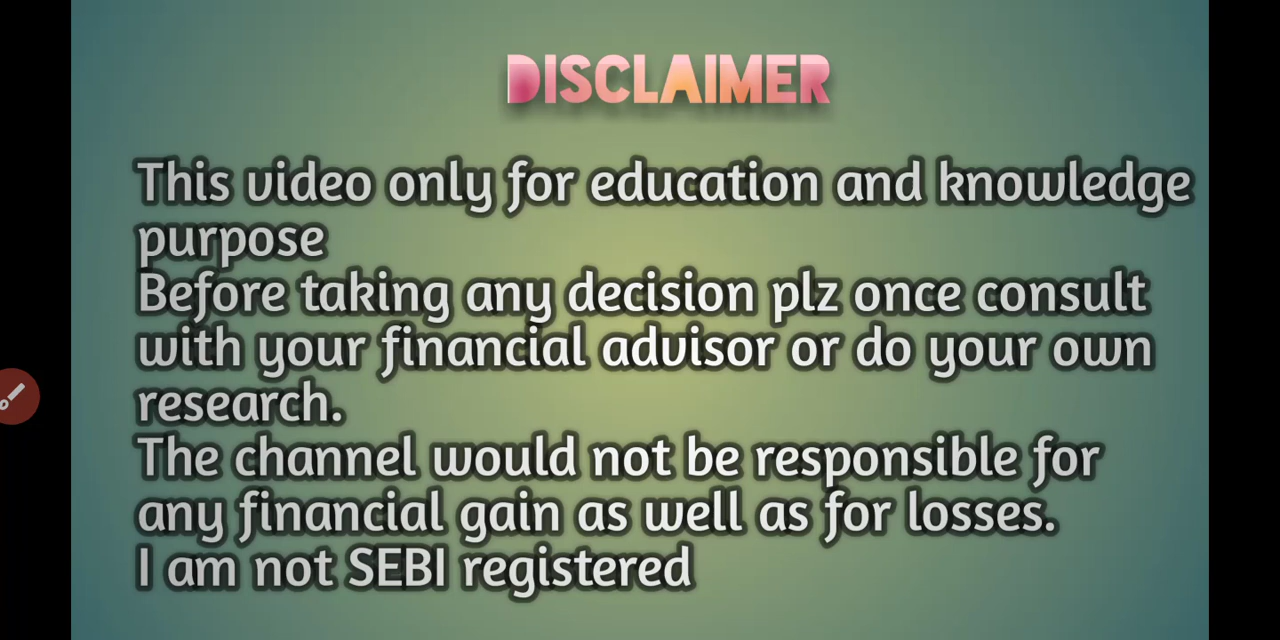 DISCLAIMER
This video only for education and knowledge
purpose
Before taking any decision plz once consult
with your financial advisor or do your own
research.
The channel would not be responsible for
any financial gain as well as for losses.
I am not SEBI registered